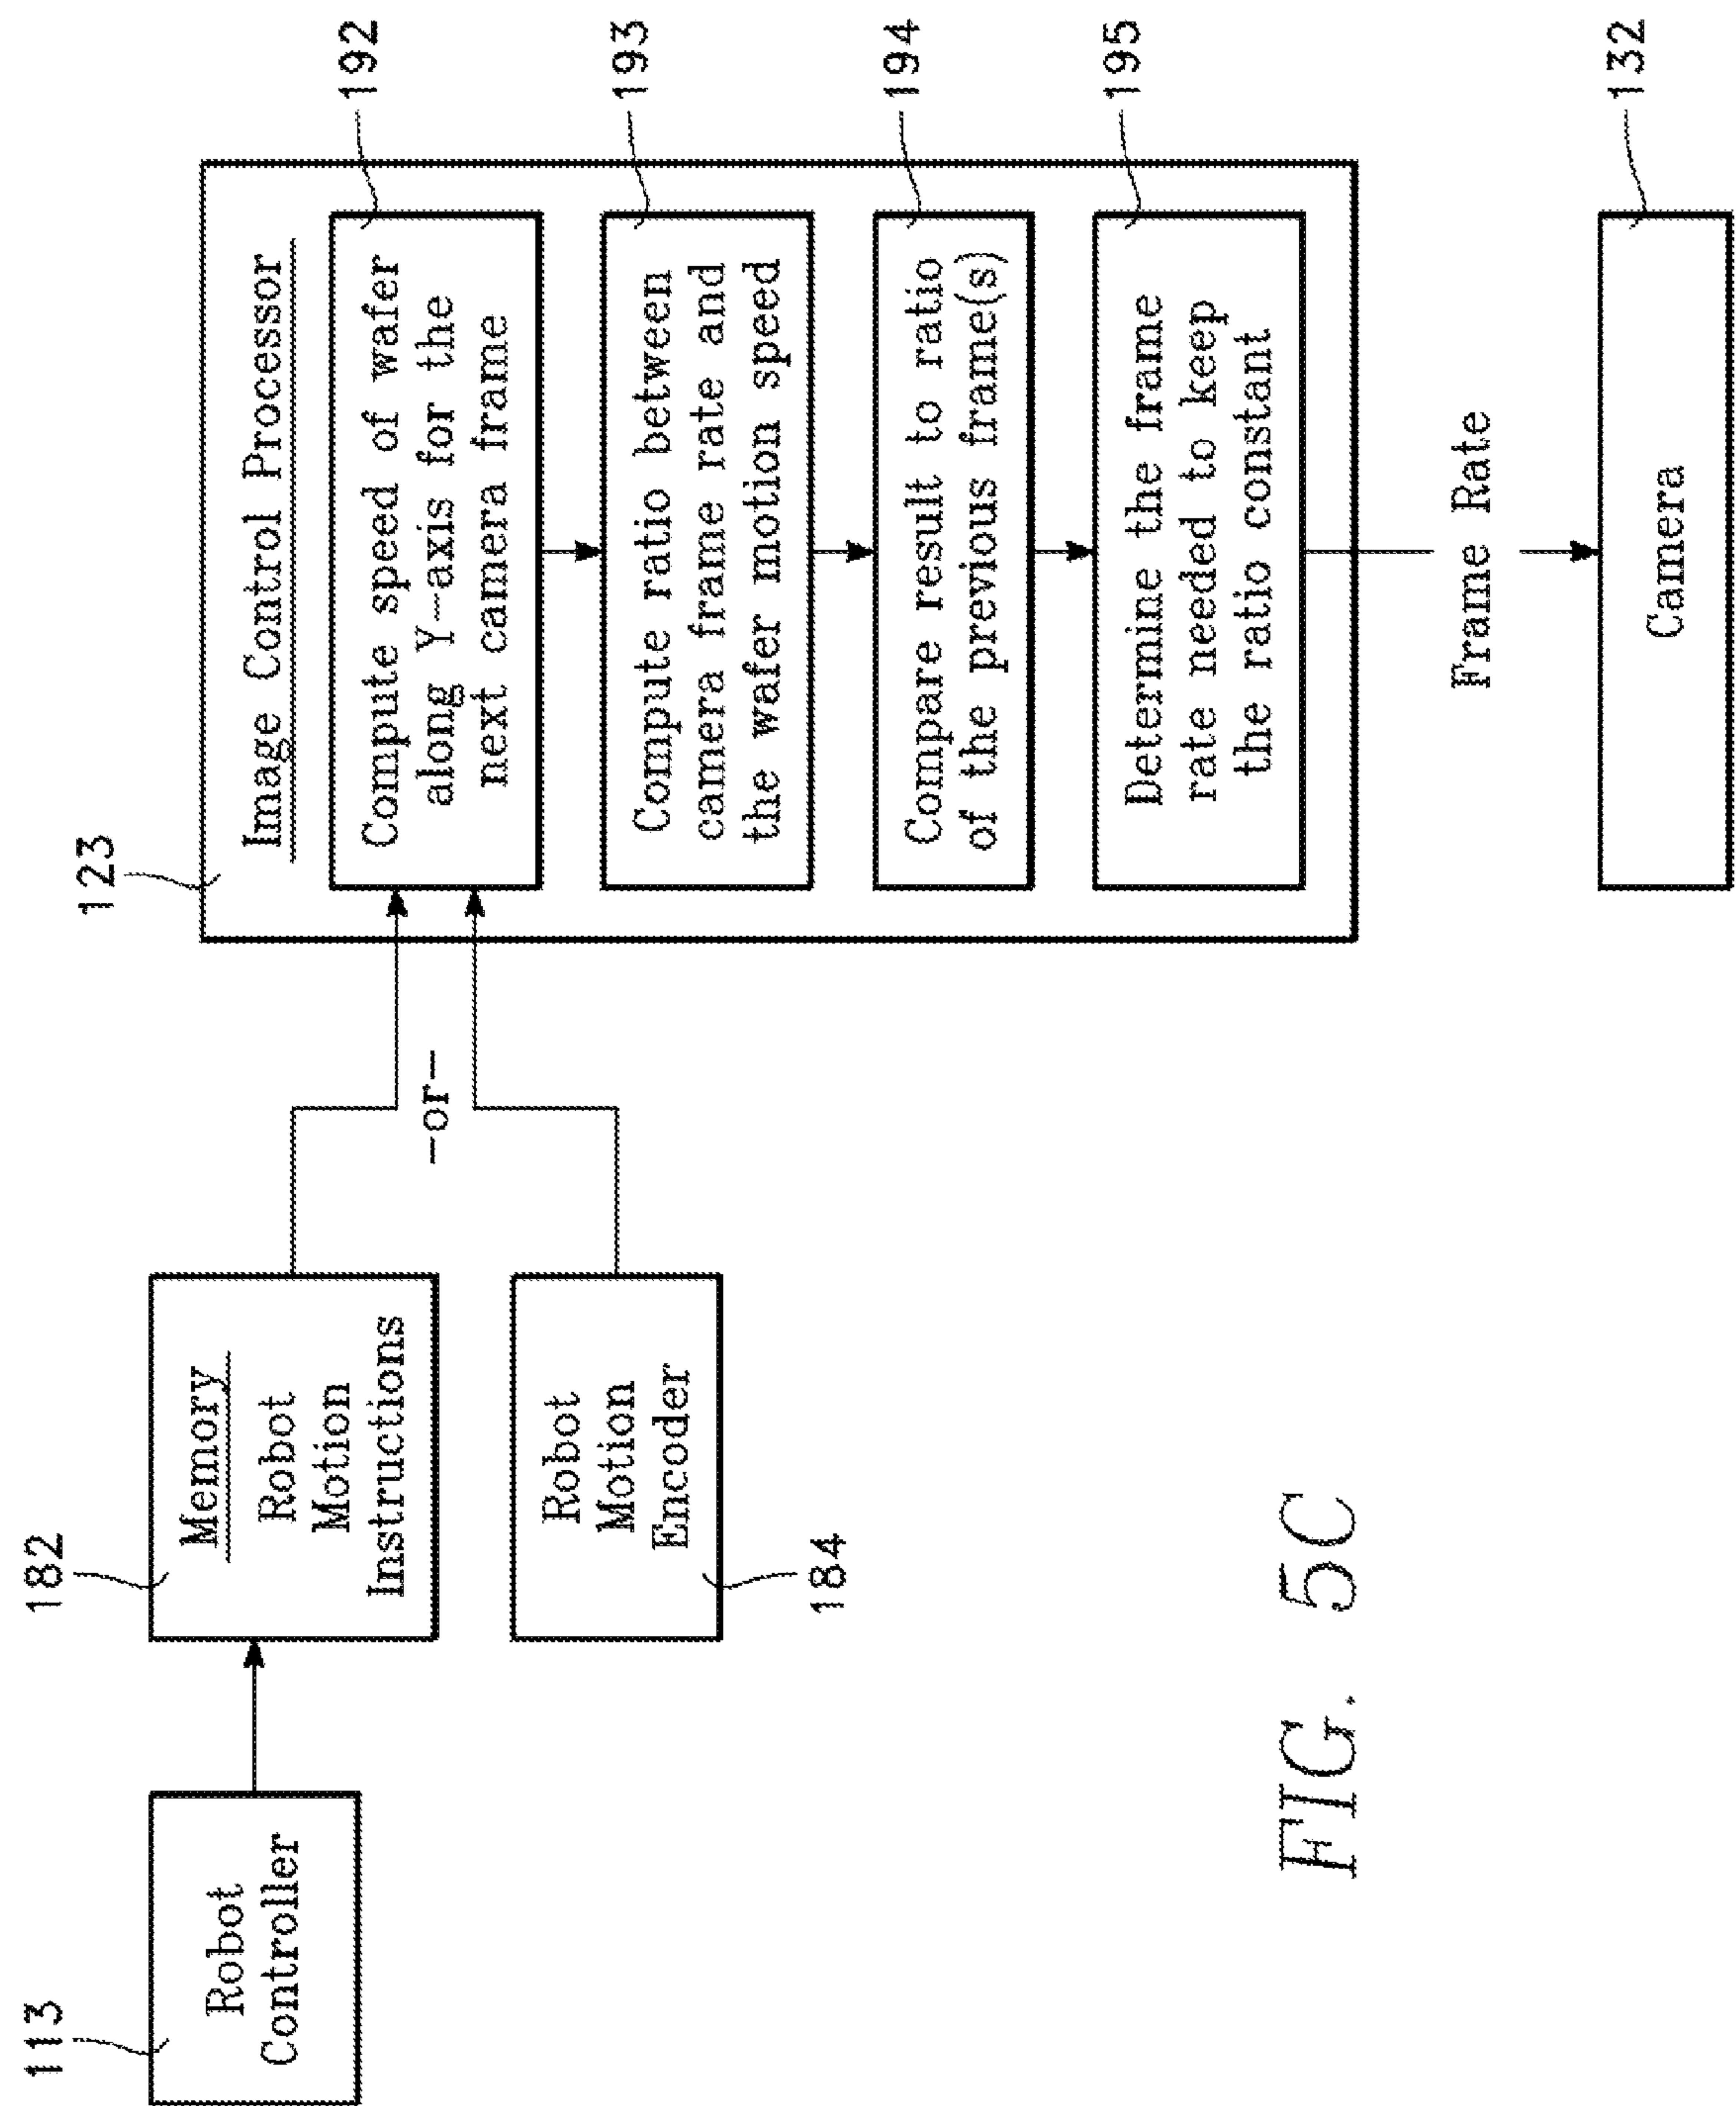 113
Robot
Controller
182
Memory
Robot
Motion
Instructions
Robot
Motion
Encoder
184
-or-
123
Image Control Processor
Compute speed of wafer
along Y-axis for the
next camera frame
192
Compute ratio between
camera frame rate and
the wafer motion speed
193
Compare result to ratio
of the previous frame(s)
194
Determine the frame
rate needed to keep
the ratio constant
195
Frame Rate
Camera
132
FIG. 5C